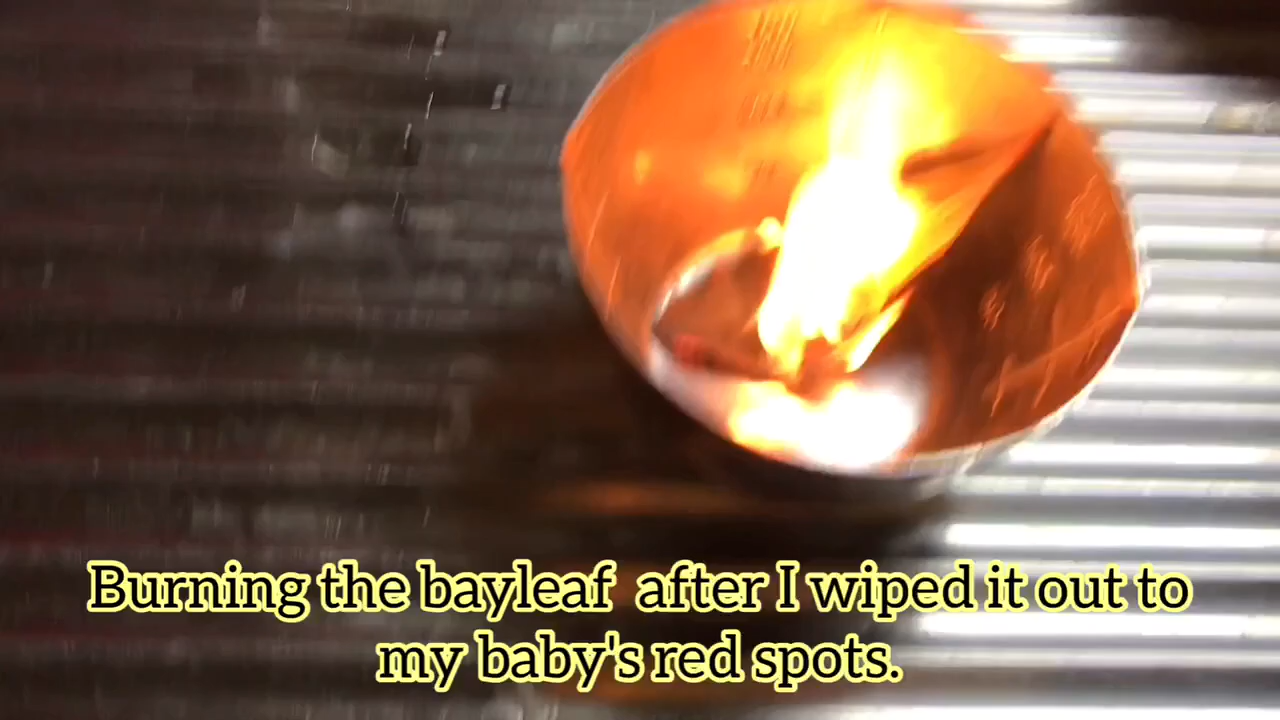 Burning the bayleaf after I wiped it out to
my baby's red spots.